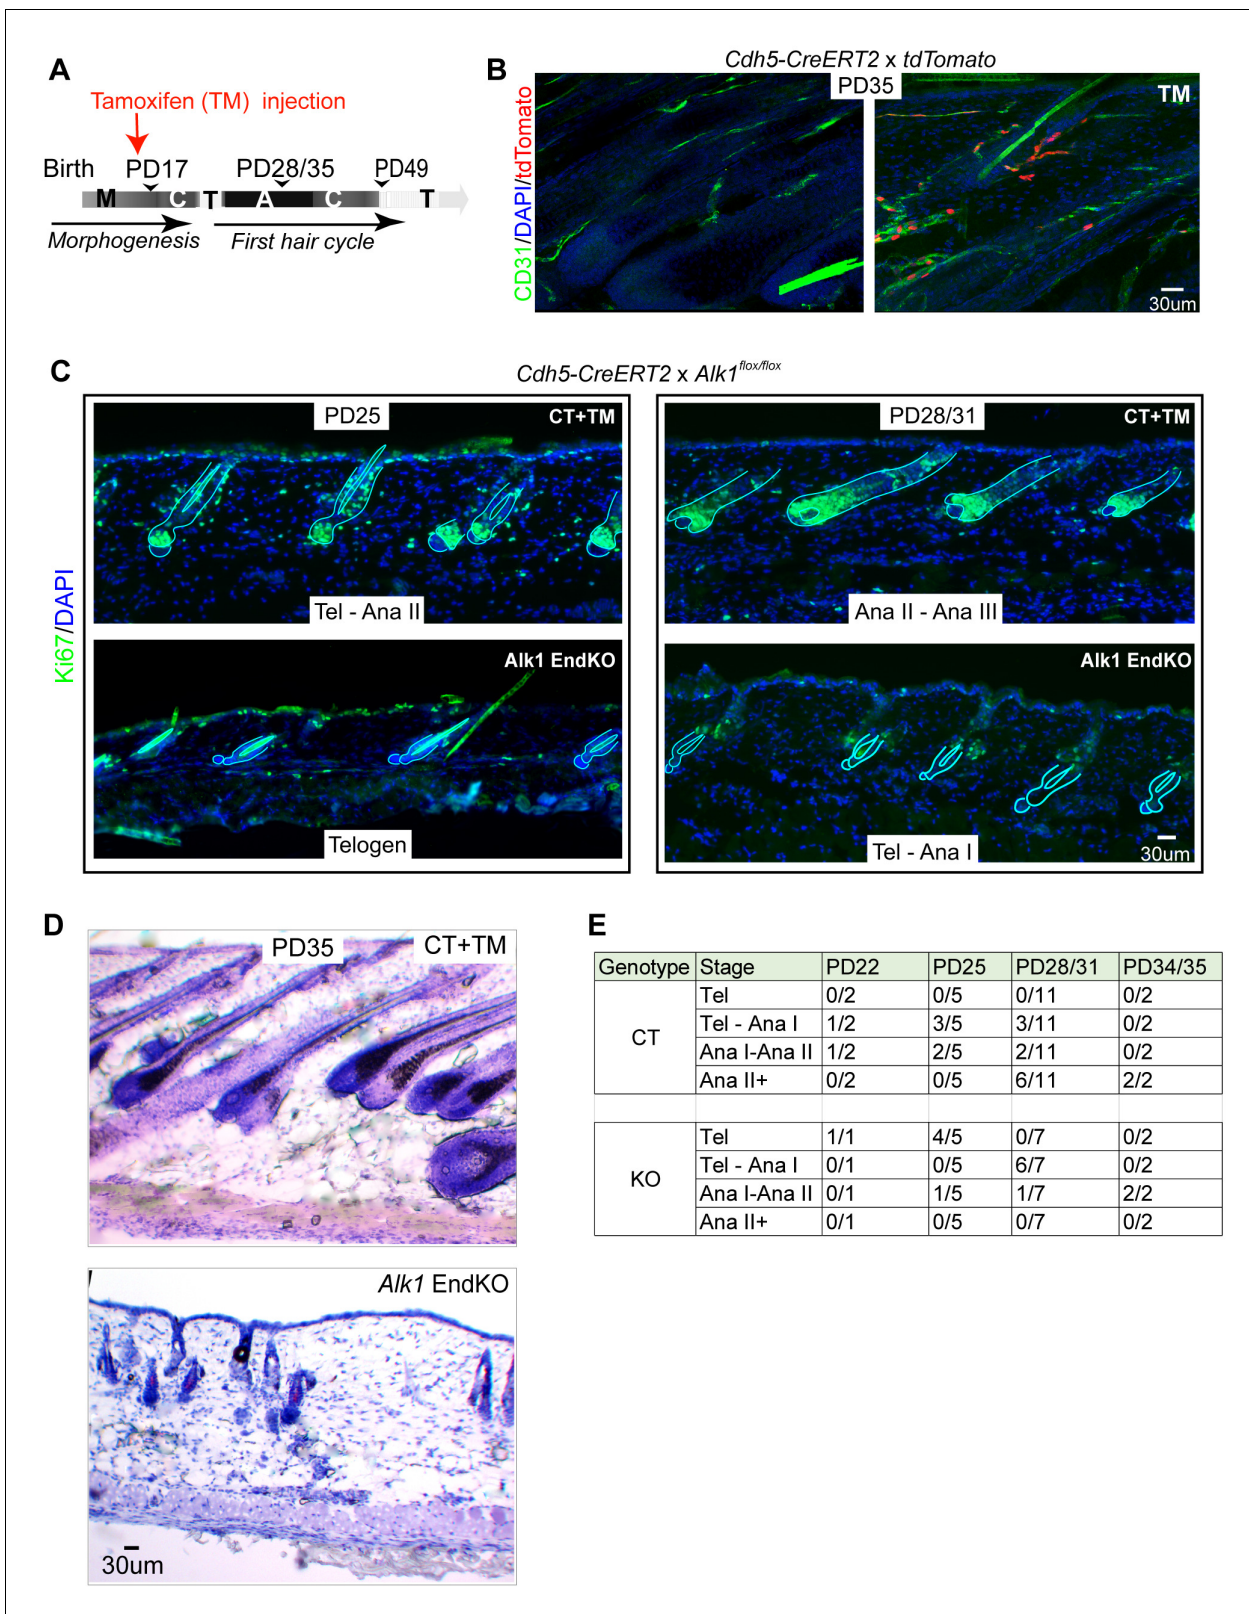 A
Tamoxifen (TM) injection
Birth PD17 PD28/35 PD49
M C T A C T
Morphogenesis First hair cycle
B
Cdh5-CreERT2 x tdTomato
PD35
TM
CD31/DAPI/tdTomato
30um
C
Cdh5-CreERT2 x Alk1flox/flox
PD25
CT+TM
Tel - Ana II
Alk1 EndKO
Telogen
PD28/31
CT+TM
Ana II - Ana III
Alk1 EndKO
Tel - Ana I
30um
Ki67/DAPI
D
PD35
CT+TM
Alk1 EndKO
30um
E
Genotype Stage PD22 PD25 PD28/31 PD34/35
CT
Tel 0/2 0/5 0/11 0/2
Tel - Ana I 1/2 3/5 3/11 0/2
Ana I-Ana II 1/2 2/5 2/11 0/2
Ana II+ 0/2 0/5 6/11 2/2
KO
Tel 1/1 4/5 0/7 0/2
Tel - Ana I 0/1 0/5 6/7 0/2
Ana I-Ana II 0/1 1/5 1/7 2/2
Ana II+ 0/1 0/5 0/7 0/2